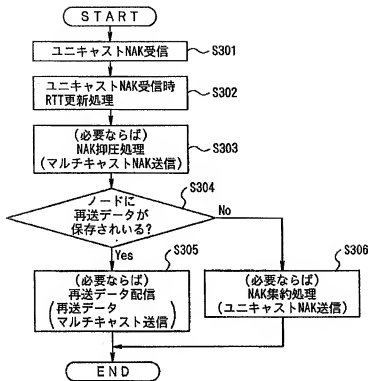 START
ユニキャストNAK受信
S301
ユニキャストNAK受信時
RTT更新処理
S302
(必要ならば)
NAK抑圧処理
(マルチキャストNAK送信)
S303
ノードに
再送データが
保存されいる?
S304
No
Yes
S305
(必要ならば)
再送データ配信
(再送データ
マルチキャスト送信)
S306
(必要ならば)
NAK集約処理
(ユニキャストNAK送信)
END